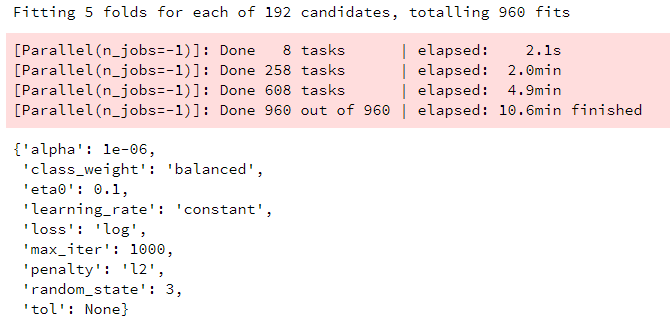 Fitting 5 folds for each of 192 candidates, totalling 960 fits
[Parallel(n_jobs=-1)]: Done   8 tasks      | elapsed:    2.1s
[Parallel(n_jobs=-1)]: Done 258 tasks      | elapsed:  2.0min
[Parallel(n_jobs=-1)]: Done 608 tasks      | elapsed:  4.9min
[Parallel(n_jobs=-1)]: Done 960 out of 960 | elapsed: 10.6min finished
{'alpha': 1e-06,
 'class_weight': 'balanced',
 'eta0': 0.1,
 'learning_rate': 'constant',
 'loss': 'log',
 'max_iter': 1000,
 'penalty': 'l2',
 'random_state': 3,
 'tol': None}